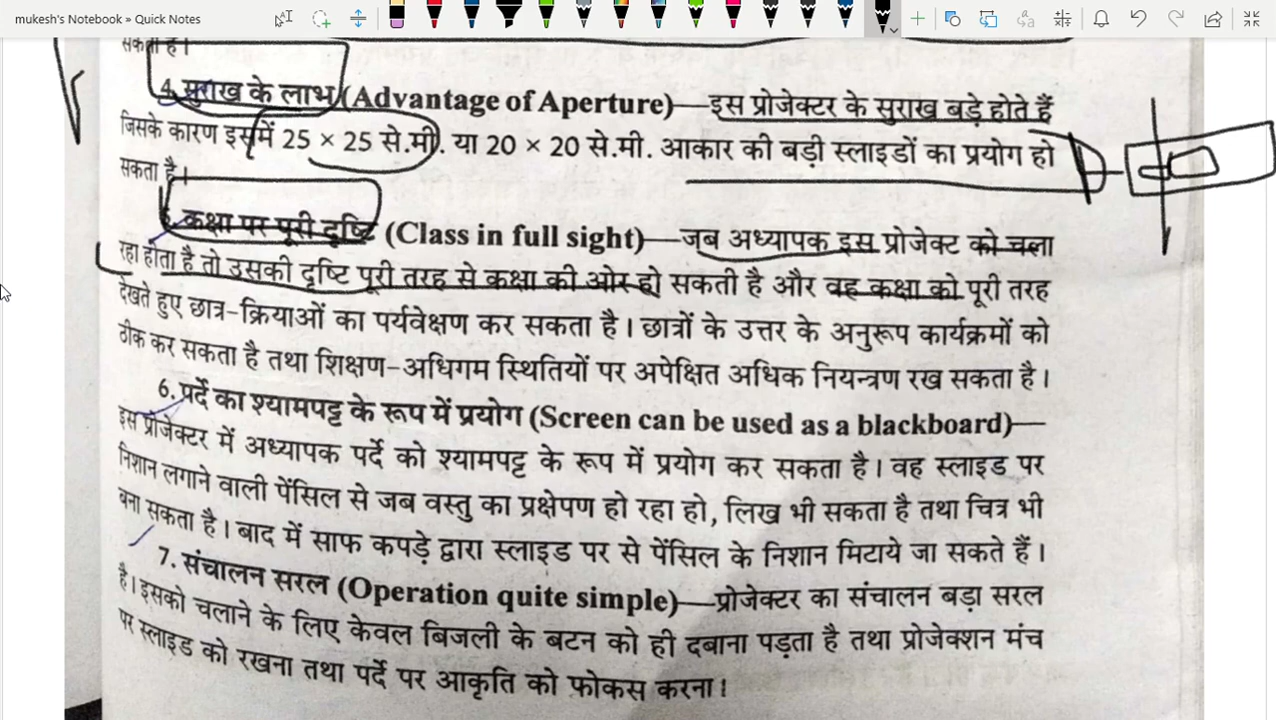 mukesh's Notebook » Quick Notes
सकता है।
4. सुराख के लाभ (Advantage of Aperture)—इस प्रोजेक्टर के सुराख बड़े होते हैं
जिसके कारण इसमें 25 × 25 से.मी. या 20 × 20 से.मी. आकार की बड़ी स्लाइडों का प्रयोग हो
सकता है।
कक्षा पर पूरी दृष्टि (Class in full sight)—जब अध्यापक इस प्रोजेक्ट को चला
रहा होता है तो उसकी दृष्टि पूरी तरह से कक्षा की ओर हो सकती है और वह कक्षा को पूरी तरह
देखते हुए छात्र-क्रियाओं का पर्यवेक्षण कर सकता है। छात्रों के उत्तर के अनुरूप कार्यक्रमों को
ठीक कर सकता है तथा शिक्षण-अधिगम स्थितियों पर अपेक्षित अधिक नियन्त्रण रख सकता है।
6. पर्दे का श्यामपट्ट के रूप में प्रयोग (Screen can be used as a blackboard)—
इस प्रोजेक्टर में अध्यापक पर्दे को श्यामपट्ट के रूप में प्रयोग कर सकता है। वह स्लाइड पर
निशान लगाने वाली पेंसिल से जब वस्तु का प्रक्षेपण हो रहा हो, लिख भी सकता है तथा चित्र भी
बना सकता है। बाद में साफ कपड़े द्वारा स्लाइड पर से पेंसिल के निशान मिटाये जा सकते हैं।
7. संचालन सरल (Operation quite simple)—प्रोजेक्टर का संचालन बड़ा सरल
है। इसको चलाने के लिए केवल बिजली के बटन को ही दबाना पड़ता है तथा प्रोजेक्शन मंच
पर स्लाइड को रखना तथा पर्दे पर आकृति को फ़ोकस करना।